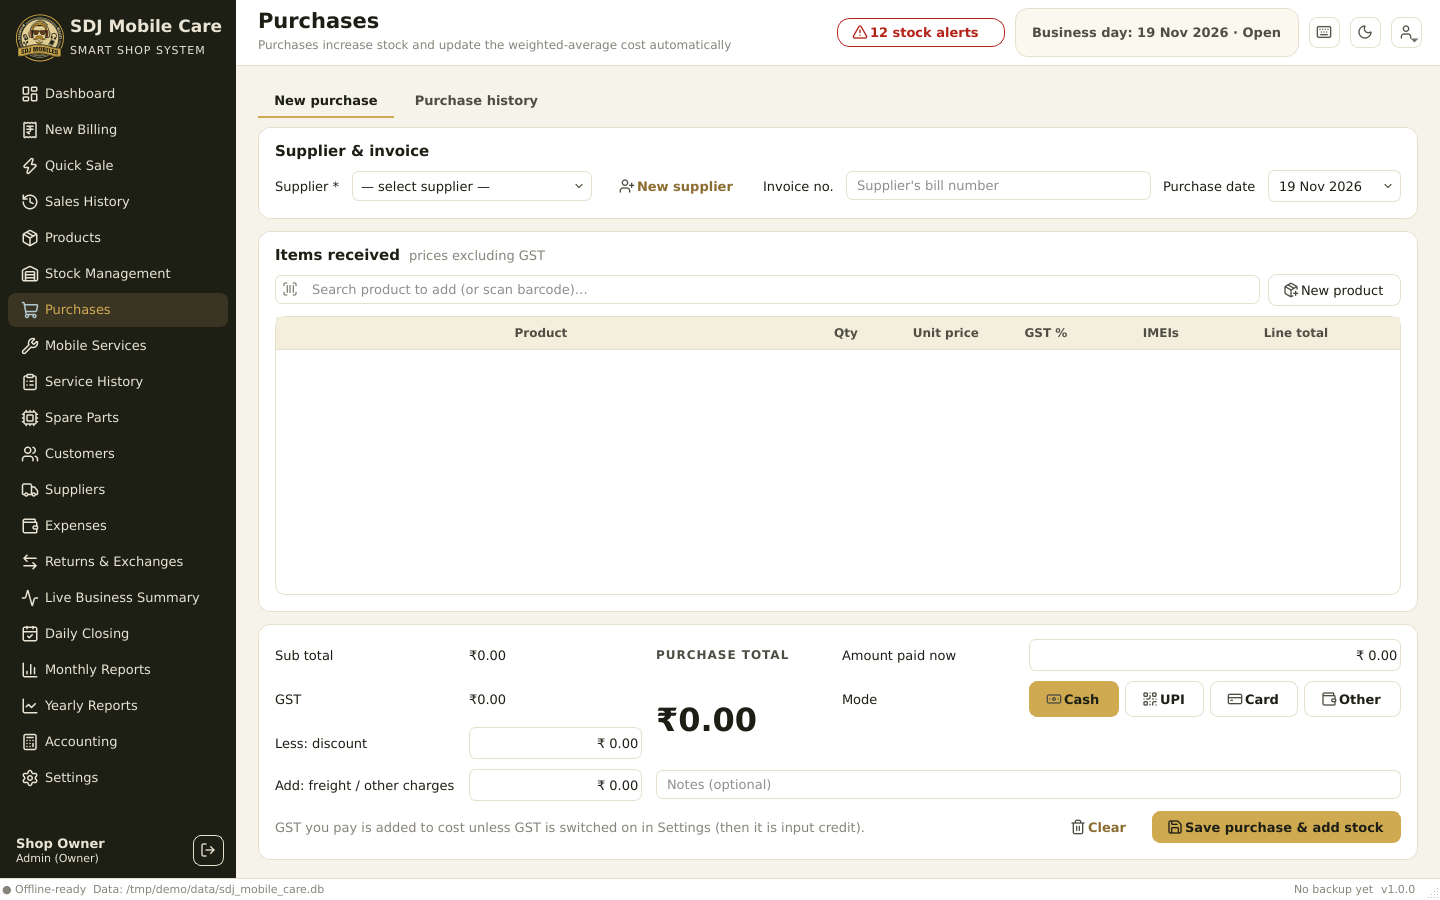 SDJ Mobile Care
SMART SHOP SYSTEM
SDJ MOBILES
Dashboard
New Billing
Quick Sale
Sales History
Products
Stock Management
Purchases
Mobile Services
Service History
Spare Parts
Customers
Suppliers
Expenses
Returns & Exchanges
Live Business Summary
Daily Closing
Monthly Reports
Yearly Reports
Accounting
Settings
Shop Owner
Admin (Owner)
Purchases
Purchases increase stock and update the weighted-average cost automatically
12 stock alerts
Business day: 19 Nov 2026 · Open
New purchase Purchase history
Supplier & invoice
Supplier * — select supplier — New supplier Invoice no. Supplier's bill number Purchase date 19 Nov 2026
Items received prices excluding GST
Search product to add (or scan barcode)... New product
Product Qty Unit price GST % IMEIs Line total
Sub total ₹0.00 PURCHASE TOTAL Amount paid now ₹ 0.00
GST ₹0.00 ₹0.00 Mode Cash UPI Card Other
Less: discount ₹ 0.00
Add: freight / other charges ₹ 0.00 Notes (optional)
GST you pay is added to cost unless GST is switched on in Settings (then it is input credit). Clear Save purchase & add stock
Offline-ready Data: /tmp/demo/data/sdj_mobile_care.db No backup yet v1.0.0